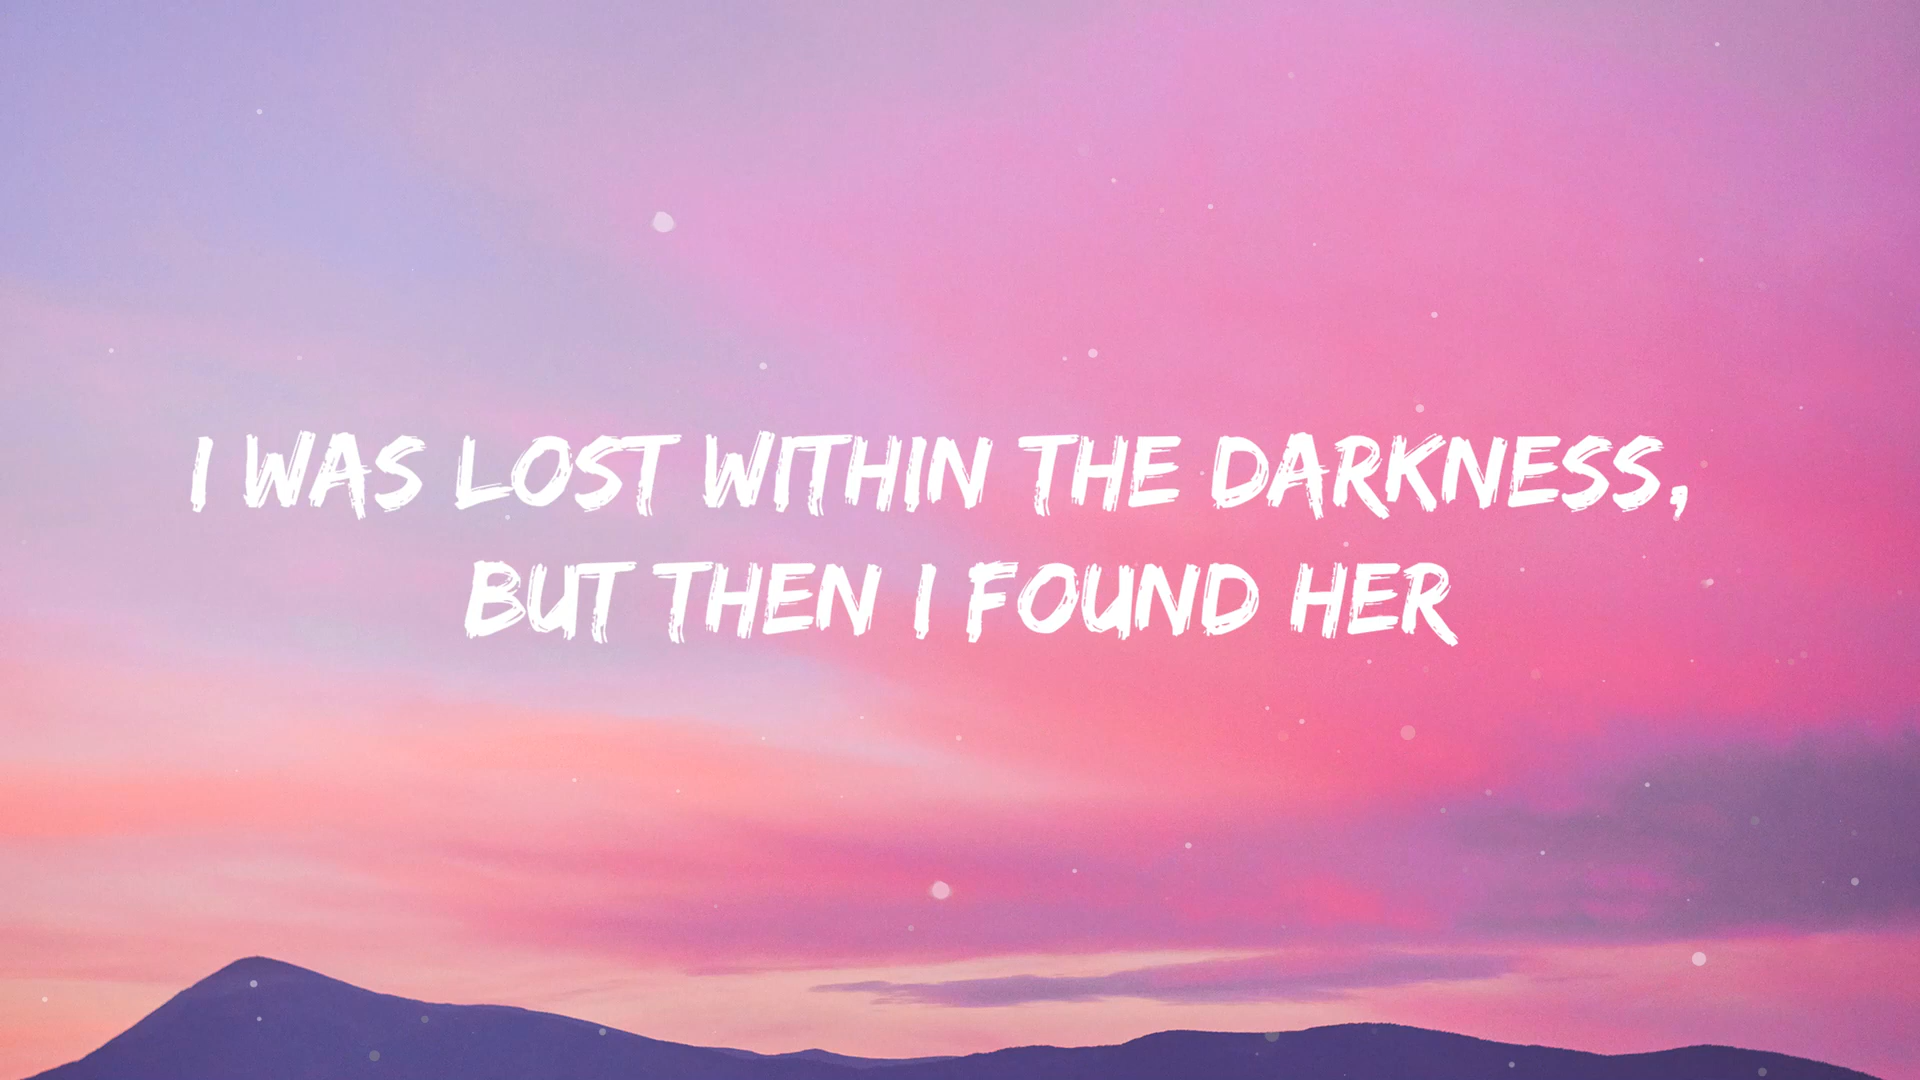 I WAS LOST WITHIN THE DARKNESS,
BUT THEN I FOUND HER